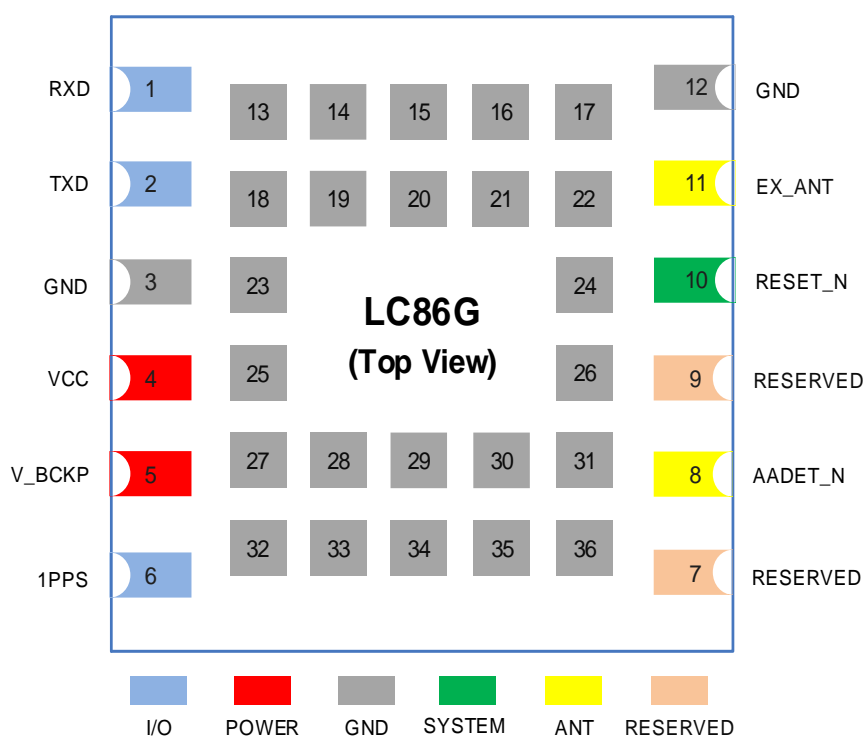 RXD 1 13 14 15 16 17 12 GND
TXD 2 18 19 20 21 22 11 EX_ANT
GND 3 23 24 10 RESET_N
LC86G
(Top View)
VCC 4 25 26 9 RESERVED
V_BCKP 5 27 28 29 30 31 8 AADET_N
1PPS 6 32 33 34 35 36 7 RESERVED
I/O POWER GND SYSTEM ANT RESERVED